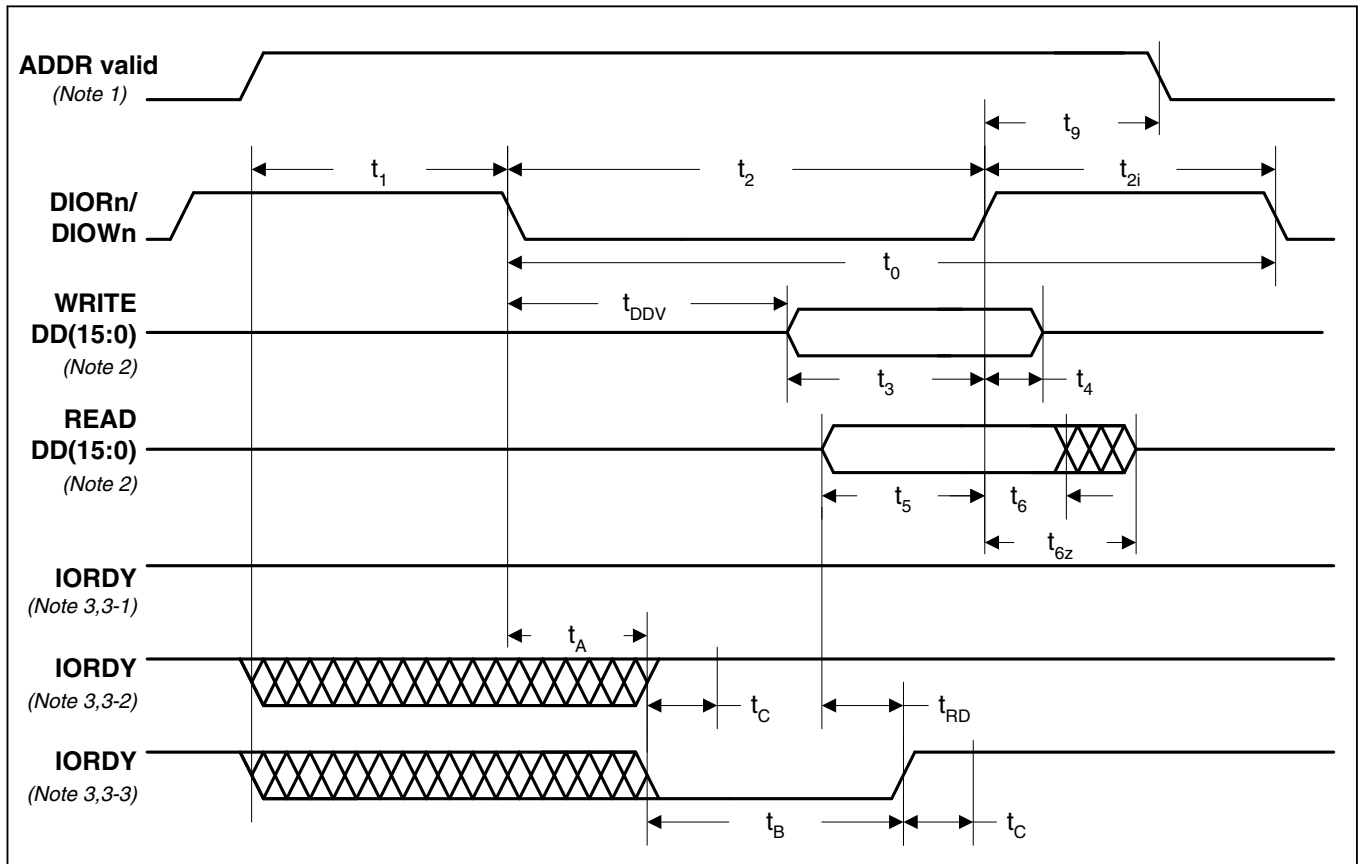 ADDR valid
(Note 1)
t9
t1
t2
t2i
DIORn/
DIOWn
t0
WRITE
DD(15:0)
(Note 2)
tDDV
t3
t4
READ
DD(15:0)
(Note 2)
t5
t6
t6z
IORDY
(Note 3,3-1)
tA
IORDY
(Note 3,3-2)
tC
tRD
IORDY
(Note 3,3-3)
tB
tC